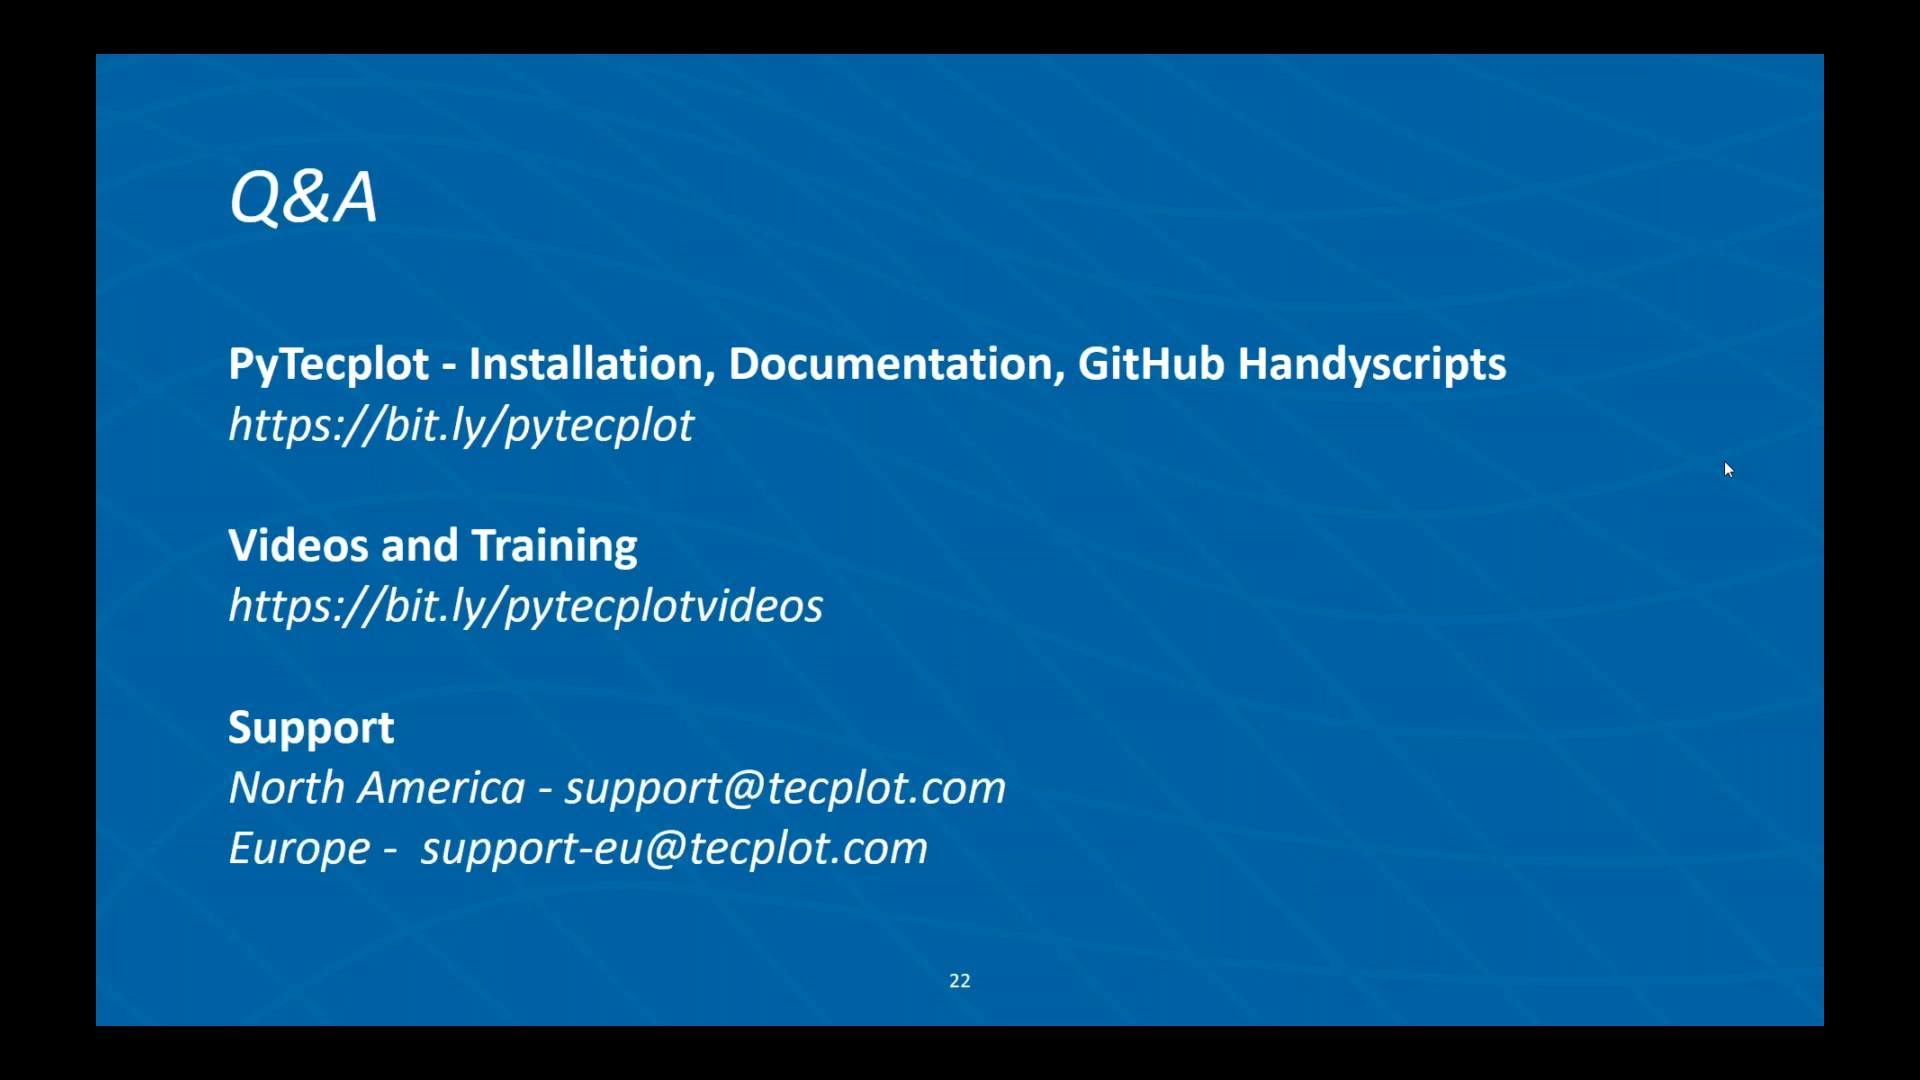 Q&A
PyTecplot - Installation, Documentation, GitHub Handyscripts
https://bit.ly/pytecplot
Videos and Training
https://bit.ly/pytecplotvideos
Support
North America - support@tecplot.com
Europe - support-eu@tecplot.com
22